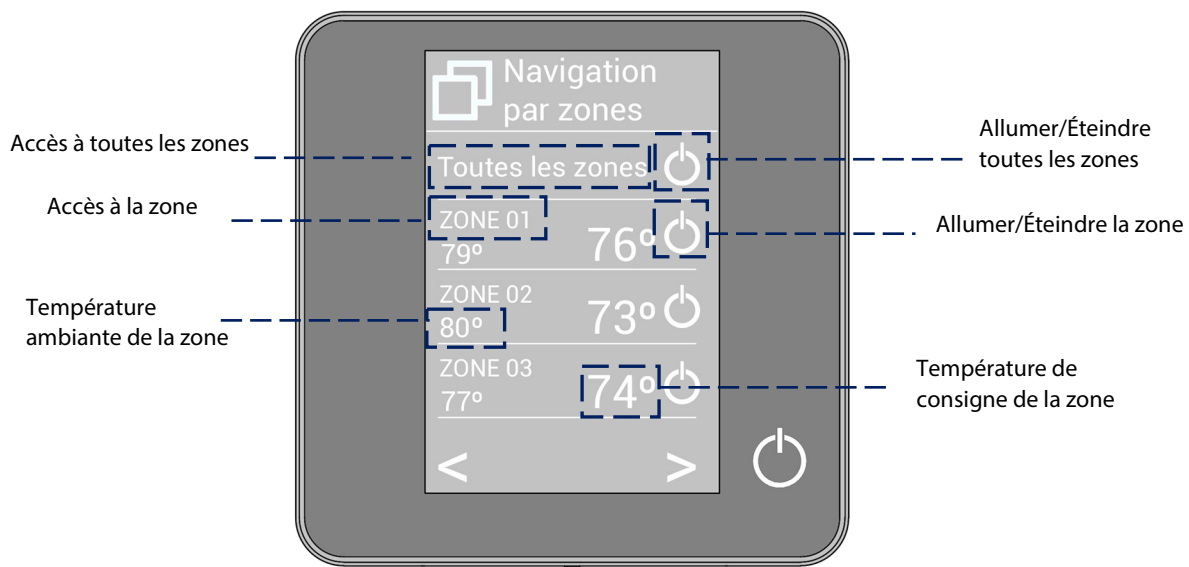 Navigation
par zones
Accès à toutes les zones
Toutes les zones
Allumer/Éteindre
toutes les zones
Accès à la zone
ZONE 01
79º
76º
Allumer/Éteindre la zone
Température
ambiante de la zone
ZONE 02
80º
73º
ZONE 03
77º
74º
Température de
consigne de la zone
< >